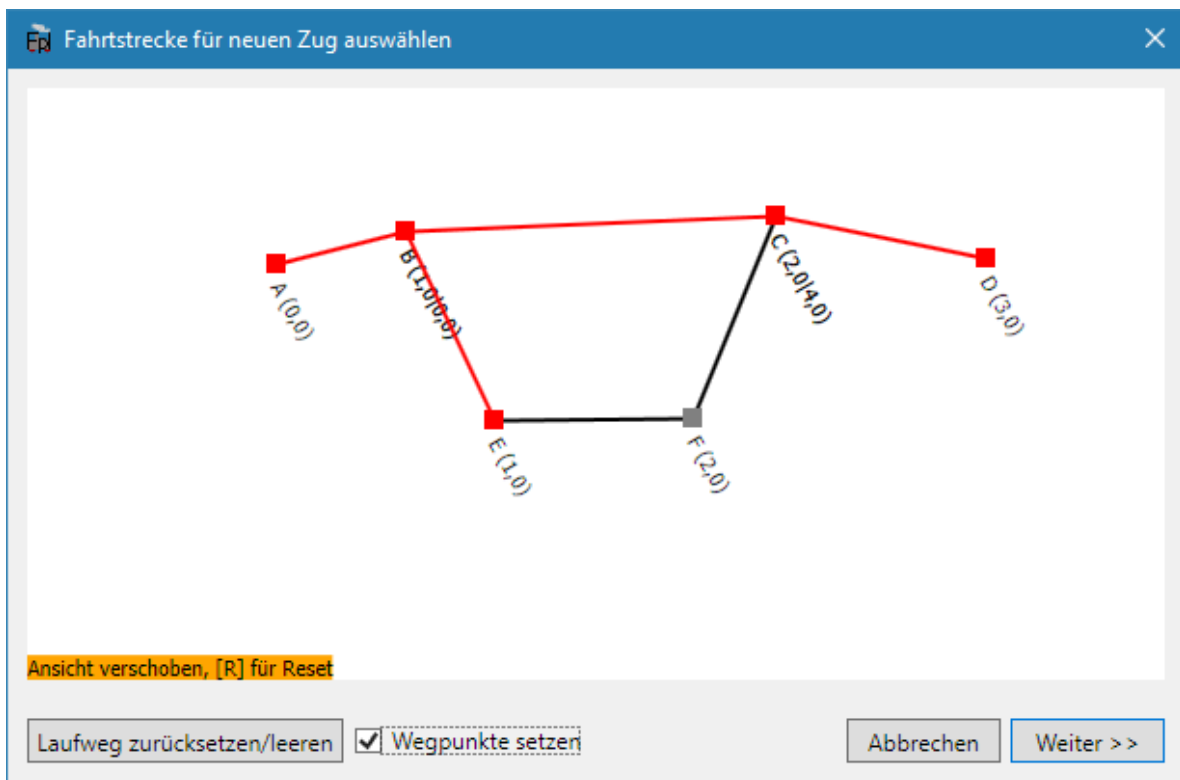 Fpl Fahrtstrecke für neuen Zug auswählen
A (0,0)
B (1,0|0,0)
C (2,0|4,0)
D (3,0)
E (1,0)
F (2,0)
Ansicht verschoben, [R] für Reset
Laufweg zurücksetzen/leeren
Wegpunkte setzen
Abbrechen
Weiter >>